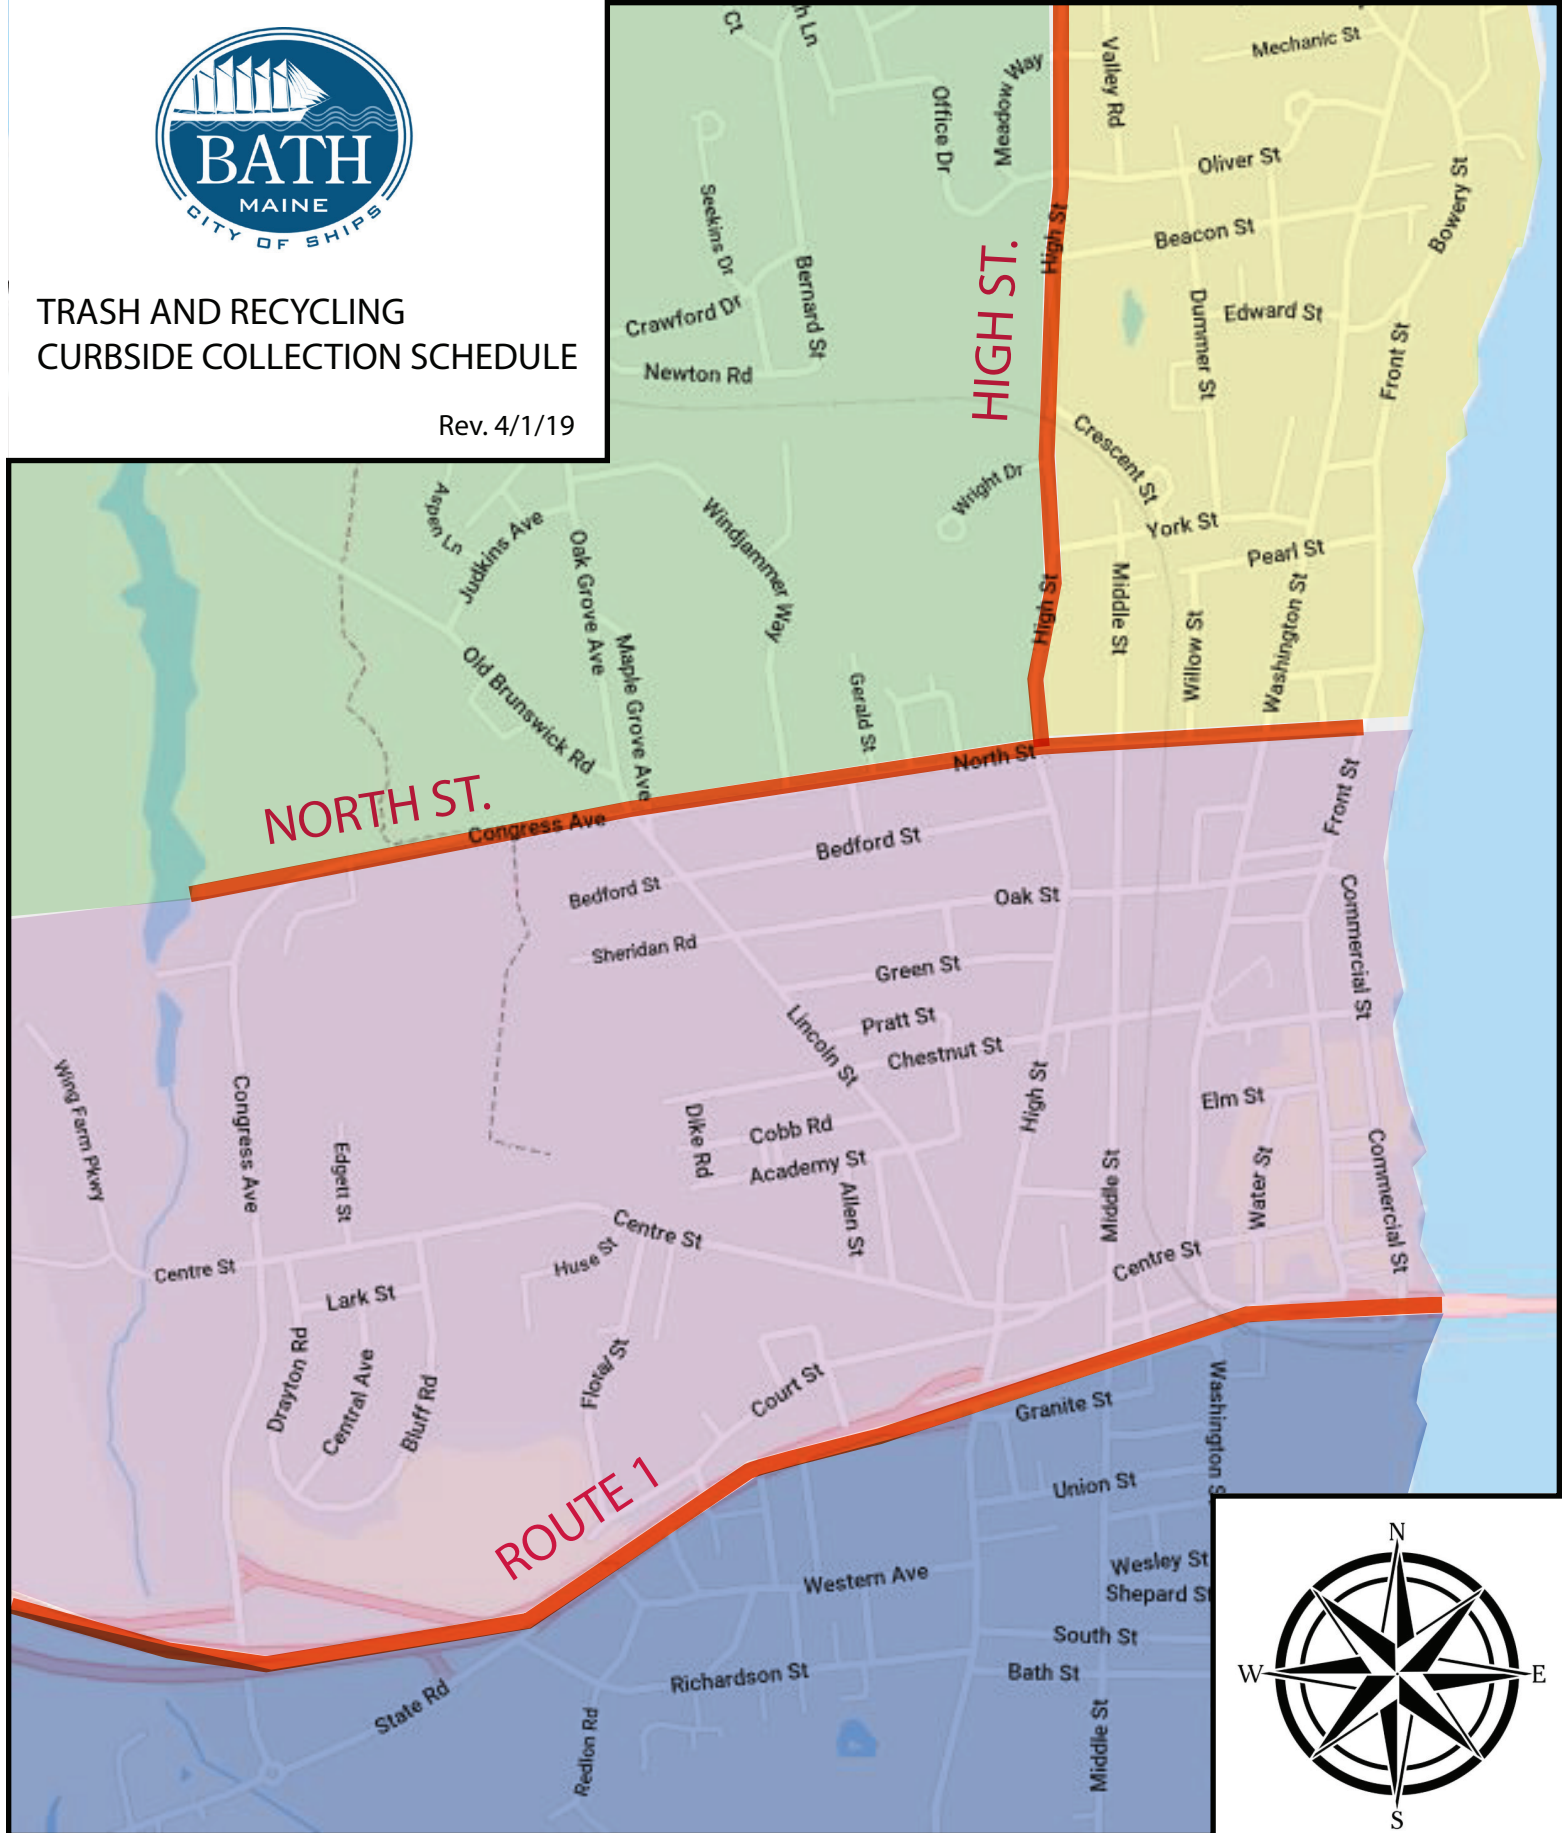 BATH
MAINE
CITY OF SHIPS
TRASH AND RECYCLING
CURBSIDE COLLECTION SCHEDULE
Rev. 4/1/19
Ct
h Ln
Office Dr
Meadow Way
Valley Rd
Mechanic St
Oliver St
Bowery St
Seekins Dr
Bernard St
High St
HIGH ST.
Beacon St
Dummer St
Edward St
Front St
Crawford Dr
Newton Rd
Crescent St
Wright Dr
York St
Pearl St
Aspen Ln
Judkins Ave
Oak Grove Ave
Windjammer Way
High St
Middle St
Willow St
Washington St
Old Brunswick Rd
Maple Grove Ave
Gerald St
North St
NORTH ST.
Congress Ave
Front St
Bedford St
Bedford St
Oak St
Commercial St
Sheridan Rd
Green St
Lincoln St
Pratt St
Chestnut St
High St
Elm St
Wing Farm Pkwy
Congress Ave
Edgett St
Dike Rd
Cobb Rd
Academy St
Allen St
Middle St
Water St
Commercial St
Centre St
Huse St
Centre St
Centre St
Lark St
Drayton Rd
Central Ave
Bluff Rd
Floral St
Court St
Granite St
Washington S
ROUTE 1
Union St
Western Ave
Wesley St
Shepard St
South St
Bath St
Richardson St
State Rd
Redlon Rd
Middle St
N
W
E
S